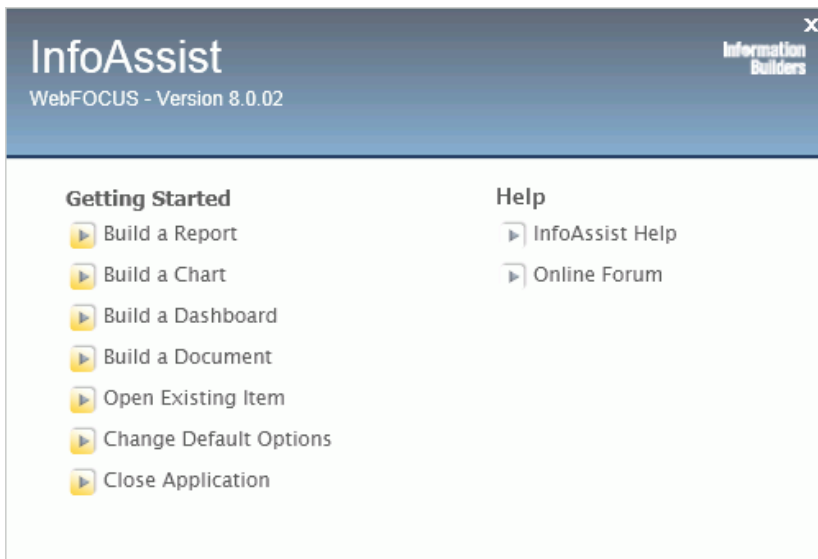 InfoAssist
WebFOCUS - Version 8.0.02
x
Information
Builders
Getting Started
Build a Report
Build a Chart
Build a Dashboard
Build a Document
Open Existing Item
Change Default Options
Close Application
Help
InfoAssist Help
Online Forum